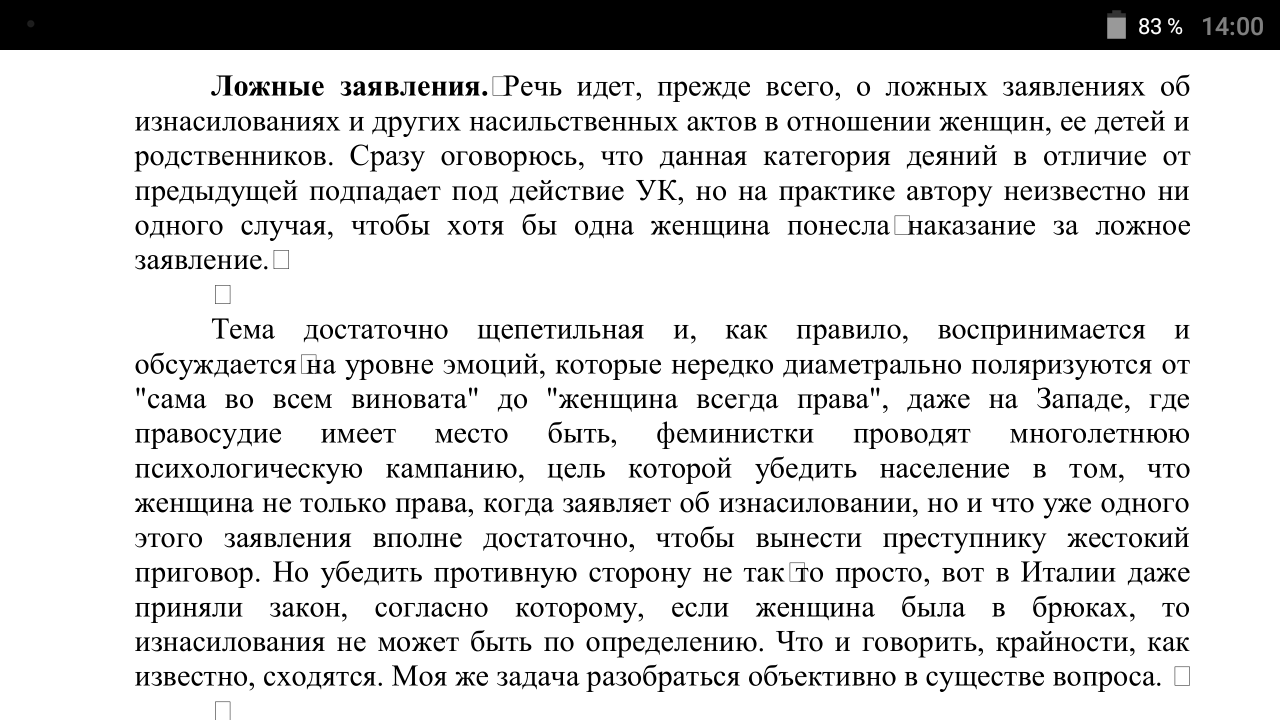 83 % 14:00
Ложные заявления. Речь идет, прежде всего, о ложных заявлениях об
изнасилованиях и других насильственных актов в отношении женщин, ее детей и
родственников. Сразу оговорюсь, что данная категория деяний в отличие от
предыдущей подпадает под действие УК, но на практике автору неизвестно ни
одного случая, чтобы хотя бы одна женщина понесла наказание за ложное
заявление.
Тема достаточно щепетильная и, как правило, воспринимается и
обсуждается на уровне эмоций, которые нередко диаметрально поляризуются от
"сама во всем виновата" до "женщина всегда права", даже на Западе, где
правосудие имеет место быть, феминистки проводят многолетнюю
психологическую кампанию, цель которой убедить население в том, что
женщина не только права, когда заявляет об изнасиловании, но и что уже одного
этого заявления вполне достаточно, чтобы вынести преступнику жестокий
приговор. Но убедить противную сторону не так то просто, вот в Италии даже
приняли закон, согласно которому, если женщина была в брюках, то
изнасилования не может быть по определению. Что и говорить, крайности, как
известно, сходятся. Моя же задача разобраться объективно в существе вопроса.